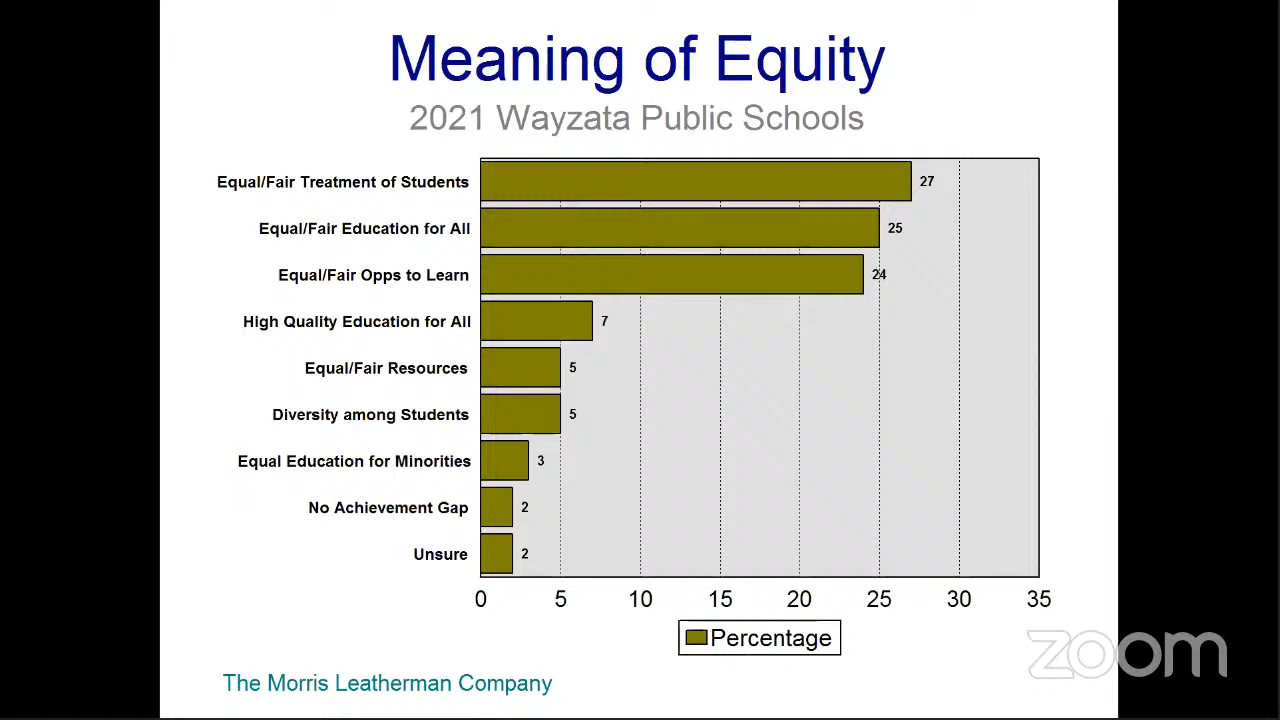 Meaning of Equity
2021 Wayzata Public Schools
Equal/Fair Treatment of Students 27
Equal/Fair Education for All 25
Equal/Fair Opps to Learn 24
High Quality Education for All 7
Equal/Fair Resources 5
Diversity among Students 5
Equal Education for Minorities 3
No Achievement Gap 2
Unsure 2
0 5 10 15 20 25 30 35
Percentage
zoom
The Morris Leatherman Company